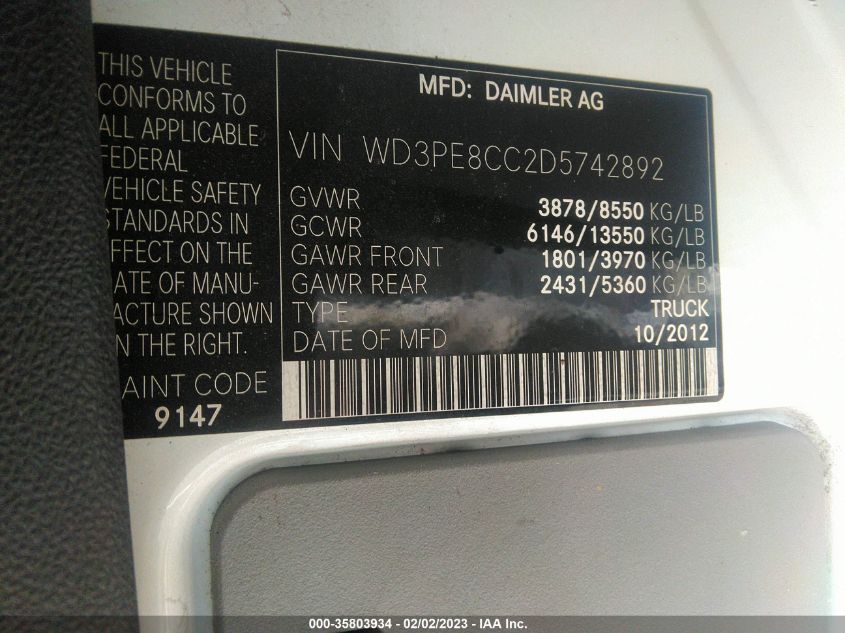 THIS VEHICLE
CONFORMS TO
ALL APPLICABLE
FEDERAL
VEHICLE SAFETY
STANDARDS IN
EFFECT ON THE
ATE OF MANU-
ACTURE SHOWN
N THE RIGHT.
AINT CODE
9147
MFD: DAIMLER AG
VIN WD3PE8CC2D5742892
GVWR 3878/8550 KG/LB
GCWR 6146/13550 KG/LB
GAWR FRONT 1801/3970 KG/LB
GAWR REAR 2431/5360 KG/LB
TYPE TRUCK
DATE OF MFD 10/2012
000-35803934 - 02/02/2023 - IAA Inc.